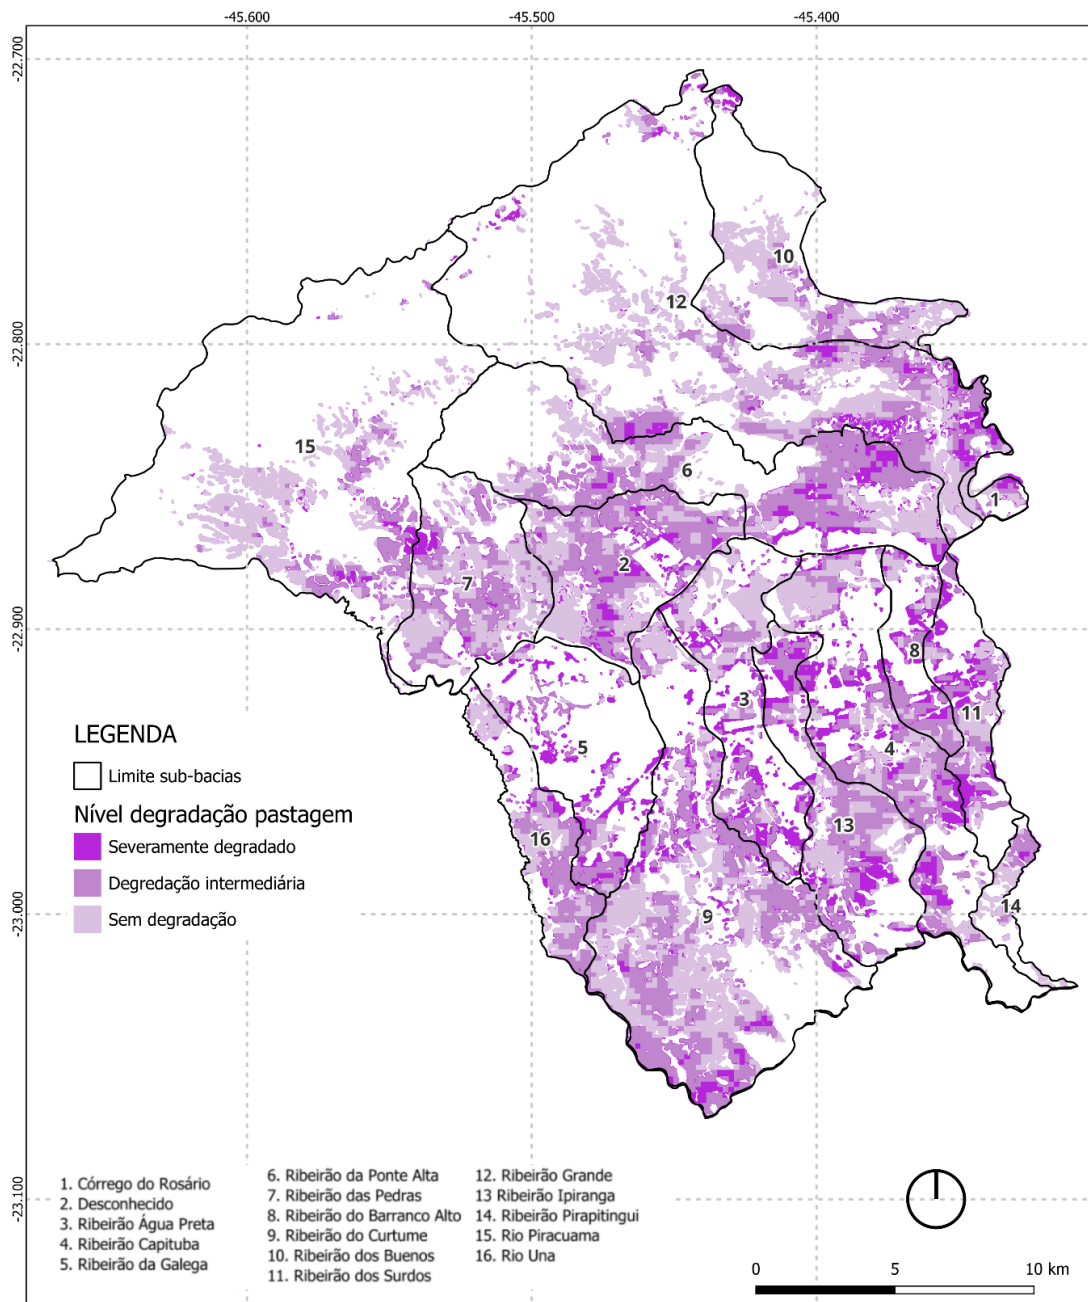 -45.600 -45.500 -45.400
-22.700
-22.800
-22.900
-23.000
-23.100
10
12
15
6
1
2
7
8
3
11
5
4
13
16
14
9
LEGENDA
Limite sub-bacias
Nível degradação pastagem
Severamente degradado
Degredação intermediária
Sem degradação
1. Córrego do Rosário
2. Desconhecido
3. Ribeirão Água Preta
4. Ribeirão Capituba
5. Ribeirão da Galega
6. Ribeirão da Ponte Alta
7. Ribeirão das Pedras
8. Ribeirão do Barranco Alto
9. Ribeirão do Curtume
10. Ribeirão dos Buenos
11. Ribeirão dos Surdos
12. Ribeirão Grande
13 Ribeirão Ipiranga
14. Ribeirão Pirapitingui
15. Rio Piracuama
16. Rio Una
0 5 10 km